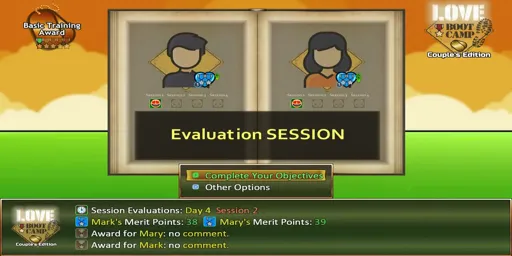 Basic Training
Award
LOVE
BOOT
CAMP
Couple's Edition
Evaluation SESSION
Complete Your Objectives
Other Options
Session Evaluations: Day 4 Session 2
Mark's Merit Points: 38 Mary's Merit Points: 39
Award for Mary: no comment.
Award for Mark: no comment.
LOVE
BOOT
CAMP
Couple's Edition